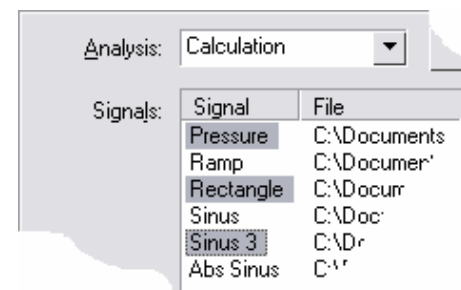 Analysis: Calculation
Signals: Signal File
Pressure C:\Documents
Ramp
Rectangle
Sinus
Sinus 3
Abs Sinus